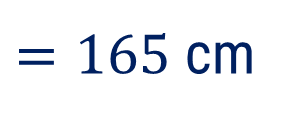 = 165 cm